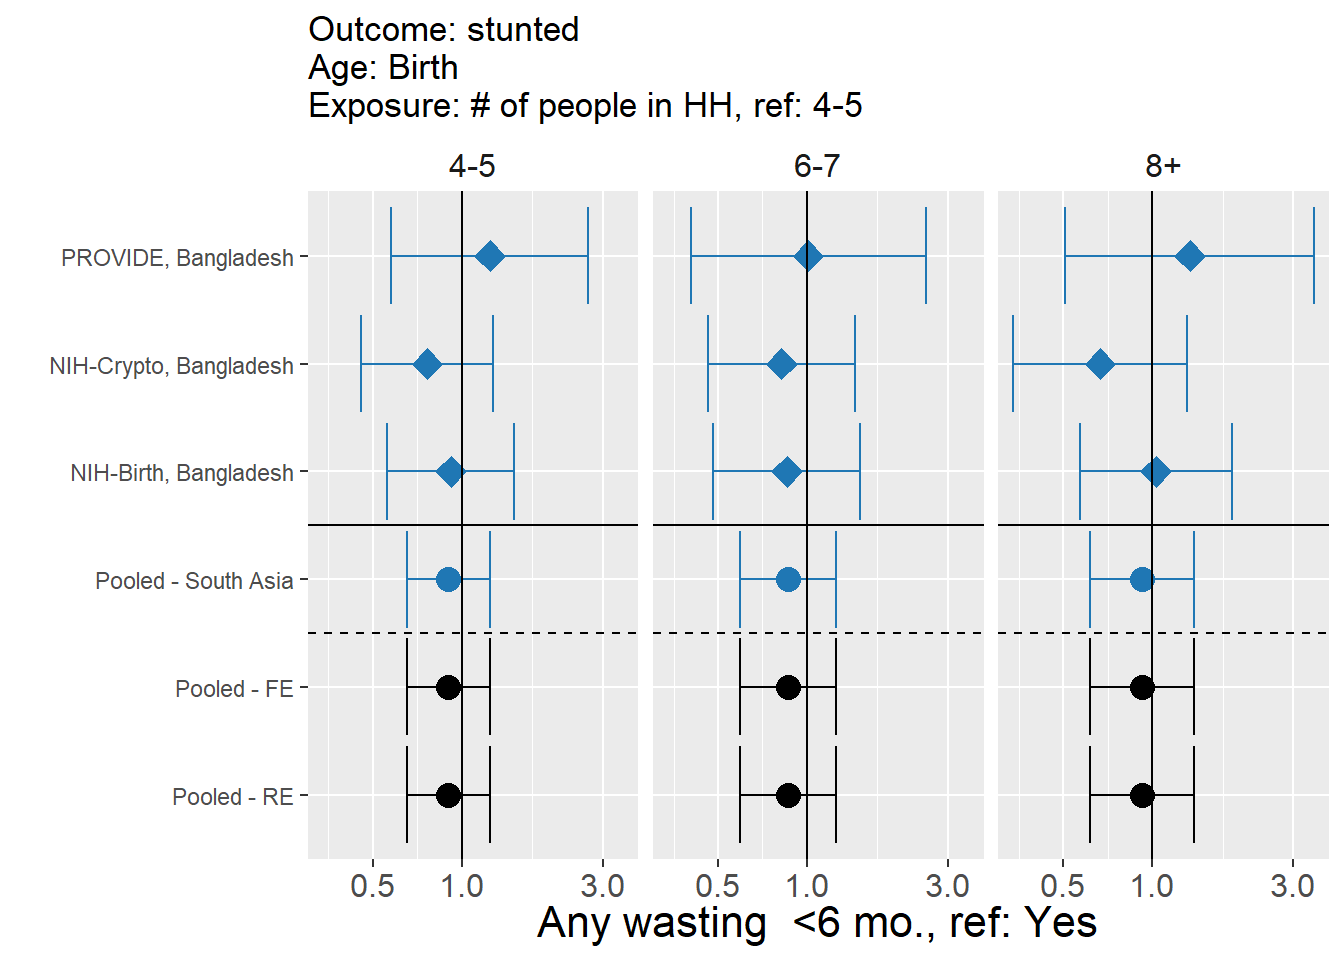 Outcome: stunted
Age: Birth
Exposure: # of people in HH, ref: 4-5
4-5 6-7 8+
PROVIDE, Bangladesh
NIH-Crypto, Bangladesh
NIH-Birth, Bangladesh
Pooled - South Asia
Pooled - FE
Pooled - RE
0.5 1.0 3.0 0.5 1.0 3.0 0.5 1.0 3.0
Any wasting  <6 mo., ref: Yes